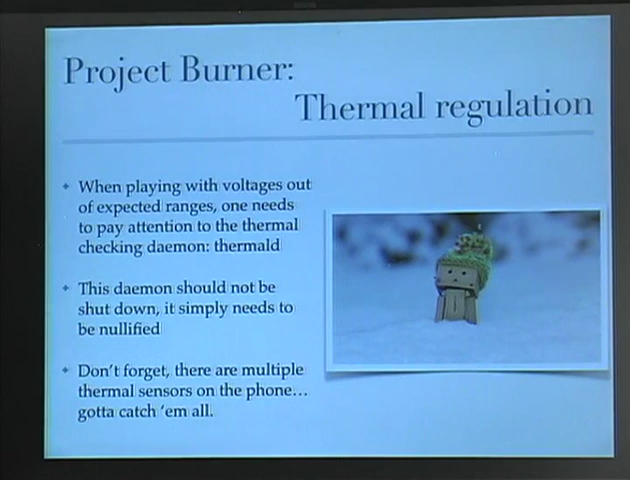 Project Burner:
Thermal regulation
When playing with voltages out
of expected ranges, one needs
to pay attention to the thermal
checking daemon: thermald
This daemon should not be
shut down, it simply needs to
be nullified
Don't forget, there are multiple
thermal sensors on the phone...
gotta catch 'em all.